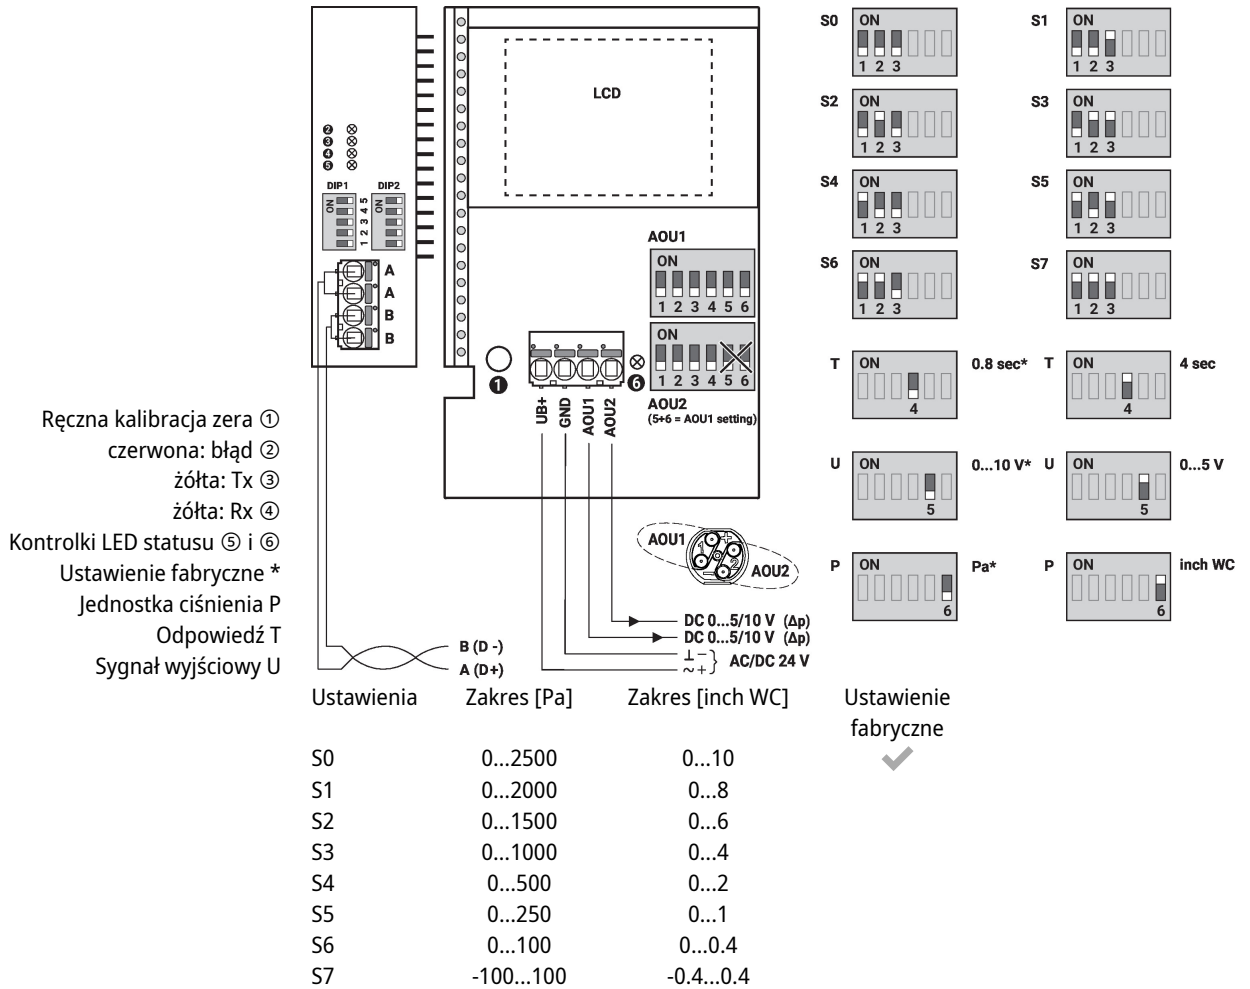 S0 ON 1 2 3
S1 ON 1 2 3
LCD
S2 ON 1 2 3
S3 ON 1 2 3
❷
❸
❹
❺
DIP1 DIP2
ON 1 2 3 4 5 ON
S4 ON 1 2 3
S5 ON 1 2 3
AOU1
ON
1 2 3 4 5 6
S6 ON 1 2 3
S7 ON 1 2 3
A
A
B
B
ON
1 2 3 4 5 6
❶
❻
AOU2
(5+6 = AOU1 setting)
UB+ GND AOU1 AOU2
T ON 4 0.8 sec*
T ON 4 4 sec
U ON 5 0...10 V*
U ON 5 0...5 V
P ON 6 Pa*
P ON 6 inch WC
Ręczna kalibracja zera ①
czerwona: błąd ②
żółta: Tx ③
żółta: Rx ④
Kontrolki LED statusu ⑤ i ⑥
Ustawienie fabryczne *
Jednostka ciśnienia P
Odpowiedź T
Sygnał wyjściowy U
AOU1 1 + 2 − AOU2
DC 0...5/10 V (Δp)
DC 0...5/10 V (Δp)
⊥ −
~ + } AC/DC 24 V
B (D -)
A (D+)
Ustawienia Zakres [Pa] Zakres [inch WC] Ustawienie
fabryczne
S0 0...2500 0...10 ✔
S1 0...2000 0...8
S2 0...1500 0...6
S3 0...1000 0...4
S4 0...500 0...2
S5 0...250 0...1
S6 0...100 0...0.4
S7 -100...100 -0.4...0.4